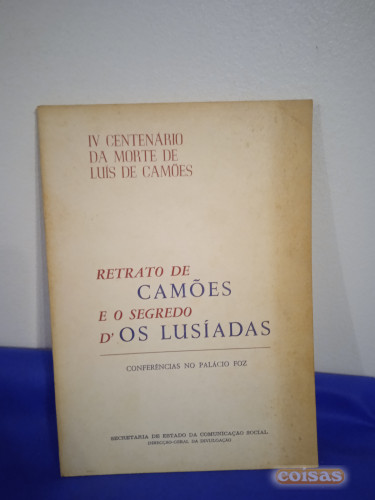 IV CENTENÁRIO
DA MORTE DE
LUIS DE CAMÕES
RETRATO DE
CAMÕES
E O SEGREDO
D' OS LUSÍADAS
CONFERÊNCIAS NO PALÁCIO FOZ
SECRETARIA DE ESTADO DA COMUNICAÇÃO SOCIAL
DIRECÇÃO-GERAL DA DIVULGAÇÃO
coisas